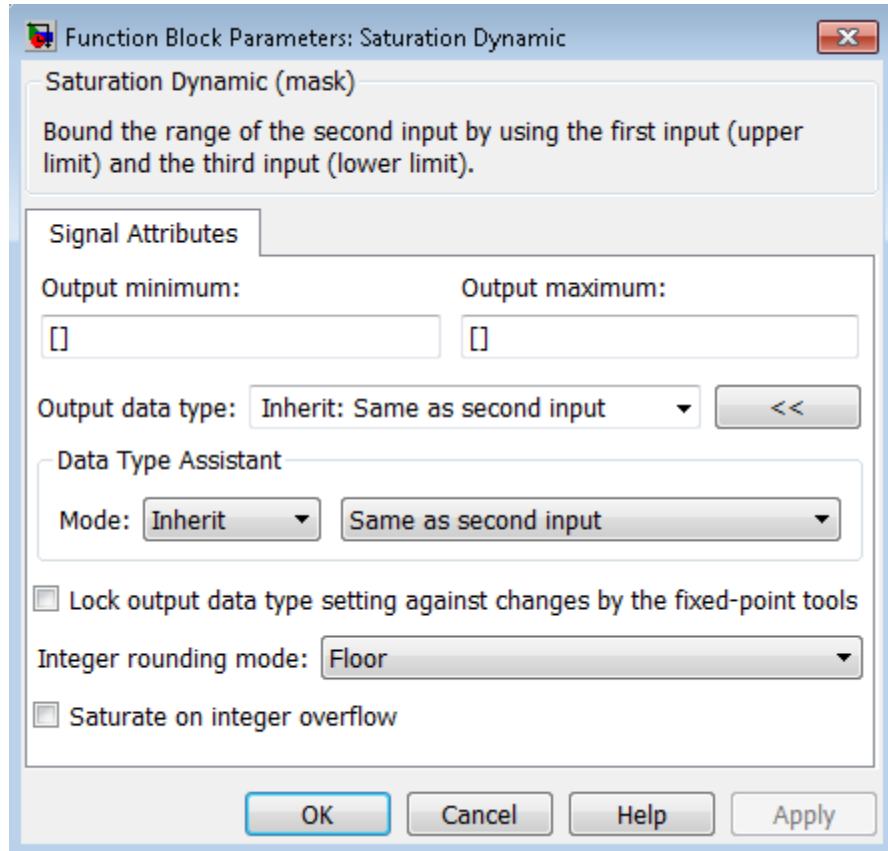 Function Block Parameters: Saturation Dynamic
Saturation Dynamic (mask)
Bound the range of the second input by using the first input (upper
limit) and the third input (lower limit).
Signal Attributes
Output minimum: Output maximum:
[] []
Output data type: Inherit: Same as second input <<
Data Type Assistant
Mode: Inherit Same as second input
Lock output data type setting against changes by the fixed-point tools
Integer rounding mode: Floor
Saturate on integer overflow
OK Cancel Help Apply